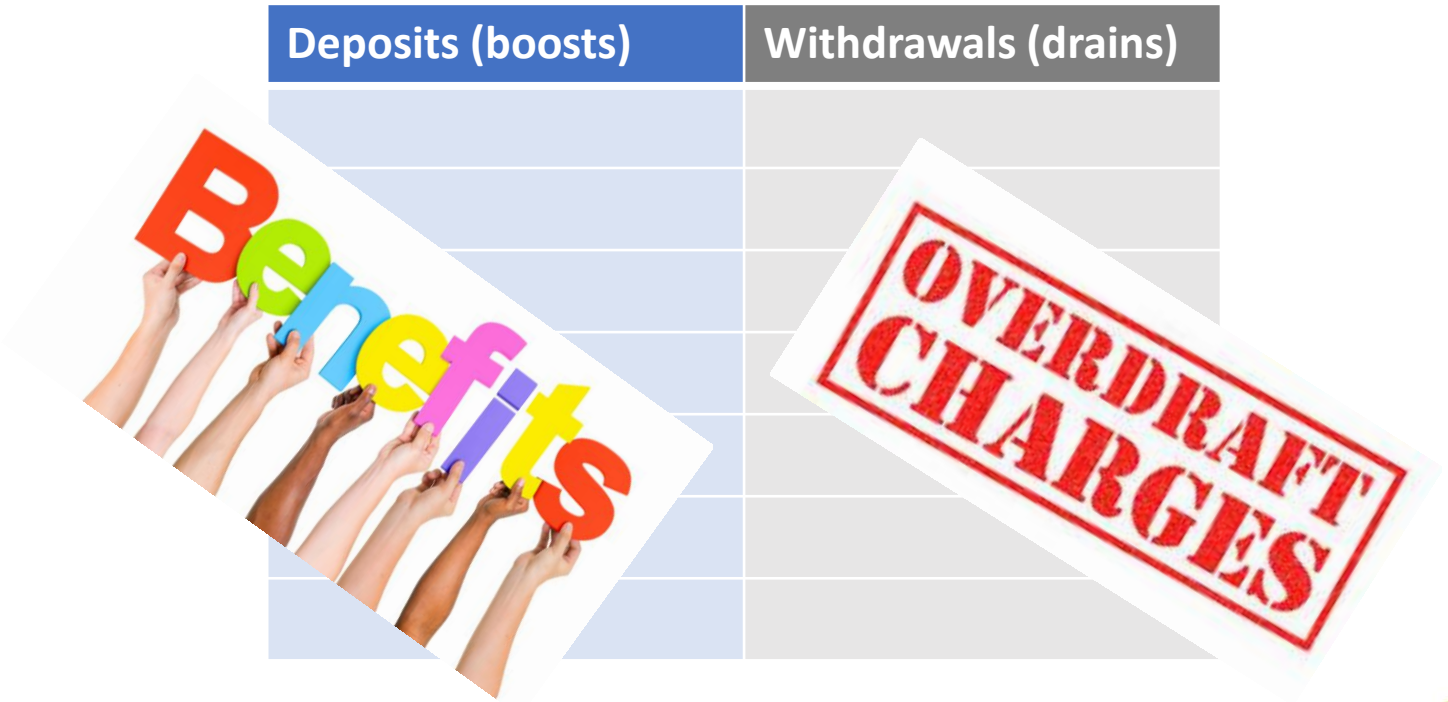 Deposits (boosts)
Withdrawals (drains)
Benefits
OVERDRAFT
CHARGES